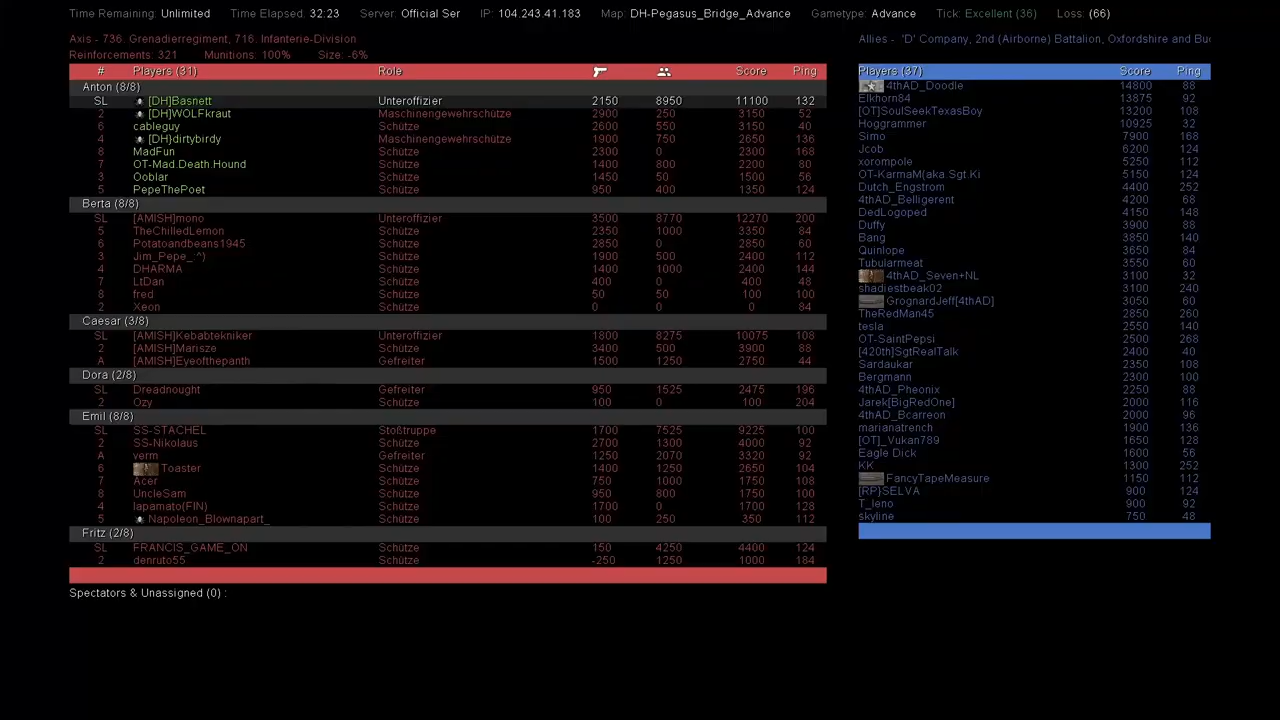 Time Remaining: Unlimited Time Elapsed: 32:23 Server: Official Ser IP: 104.243.41.183 Map: DH-Pegasus_Bridge_Advance Gametype: Advance Tick: Excellent (36) Loss: (66)
Axis - 736. Grenadierregiment, 716. Infanterie-Division
Reinforcements: 321 Munitions: 100% Size: -6%
# Players (31) Role Score Ping
Anton (8/8)
SL [DH]Basnett Unteroffizier 2150 8950 11100 132
2 [DH]WOLFkraut Maschinengewehrschütze 2900 250 3150 52
6 cableguy Schütze 2600 550 3150 40
4 [DH]dirtybirdy Maschinengewehrschütze 1900 750 2650 136
8 MadFun Schütze 2300 0 2300 168
7 OT-Mad.Death.Hound Schütze 1400 800 2200 80
3 Ooblar Schütze 1450 50 1500 56
5 PepeThePoet Schütze 950 400 1350 124
Berta (8/8)
SL [AMISH]mono Unteroffizier 3500 8770 12270 200
5 TheChilledLemon Schütze 2350 1000 3350 84
6 Potatoandbeans1945 Schütze 2850 0 2850 60
3 Jim_Pepe_:^) Schütze 1900 500 2400 112
4 DHARMA Schütze 1400 1000 2400 144
7 LtDan Schütze 400 0 400 48
8 fred Schütze 50 50 100 100
2 Xeon Schütze 0 0 0 84
Caesar (3/8)
SL [AMISH]Kebabtekniker Unteroffizier 1800 8275 10075 108
2 [AMISH]Marisze Schütze 3400 500 3900 88
A [AMISH]Eyeofthepanth Gefreiter 1500 1250 2750 44
Dora (2/8)
SL Dreadnought Gefreiter 950 1525 2475 196
2 Ozy Schütze 100 0 100 204
Emil (8/8)
SL SS-STACHEL Stoßtruppe 1700 7525 9225 100
2 SS-Nikolaus Schütze 2700 1300 4000 92
A verm Gefreiter 1250 2070 3320 92
6 Toaster Schütze 1400 1250 2650 104
7 Acer Schütze 750 1000 1750 108
8 UncleSam Schütze 950 800 1750 100
4 lapamato(FIN) Schütze 1700 0 1700 128
5 Napoleon_Blownapart_ Schütze 100 250 350 112
Fritz (2/8)
SL FRANCIS_GAME_ON Schütze 150 4250 4400 124
2 denruto55 Schütze -250 1250 1000 184
Spectators & Unassigned (0) :
Allies - 'D' Company, 2nd (Airborne) Battalion, Oxfordshire and Buc
Players (37) Score Ping
4thAD_Doodle 14800 88
Elkhorn84 13875 92
[OT]SoulSeekTexasBoy 13200 108
Hoggrammer 10925 32
Simo 7900 168
Jcob 6200 124
xorompole 5250 112
OT-KarmaM(aka.Sgt.Ki 5150 124
Dutch_Engstrom 4400 252
4thAD_Belligerent 4200 68
DedLogoped 4150 148
Duffy 3900 88
Bang 3850 140
Quinlope 3650 84
Tubularmeat 3550 60
4thAD_Seven+NL 3100 32
shadiestbeak02 3100 240
GrognardJeff[4thAD] 3050 60
TheRedMan45 2850 260
tesla 2550 140
OT-SaintPepsi 2500 268
[420th]SgtRealTalk 2400 40
Sardaukar 2350 108
Bergmann 2300 100
4thAD_Pheonix 2250 88
Jarek[BigRedOne] 2000 116
4thAD_Bcarreon 2000 96
marianatrench 1900 136
[OT]_Vukan789 1650 128
Eagle Dick 1600 56
KK 1300 252
FancyTapeMeasure 1150 112
[RP}SELVA 900 124
T_leno 900 92
skyline 750 48